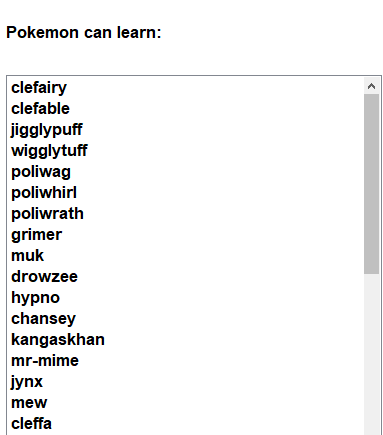 Pokemon can learn:
clefairy
clefable
jigglypuff
wigglytuff
poliwag
poliwhirl
poliwrath
grimer
muk
drowzee
hypno
chansey
kangaskhan
mr-mime
jynx
mew
cleffa